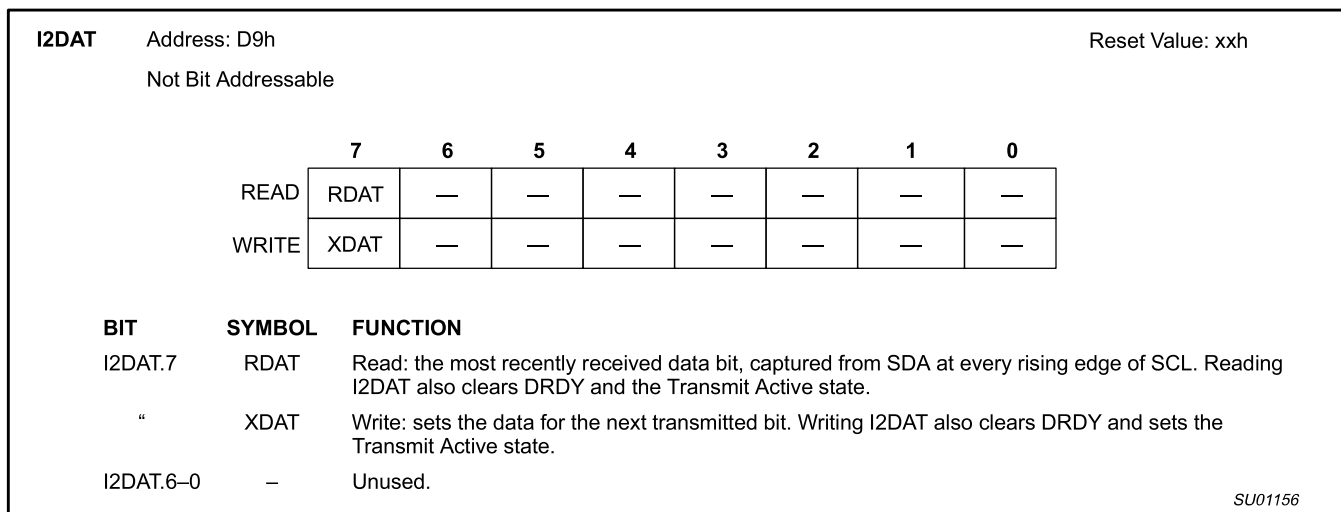 I2DAT Address: D9h Reset Value: xxh
Not Bit Addressable
7 6 5 4 3 2 1 0
READ RDAT — — — — — — —
WRITE XDAT — — — — — — —
BIT SYMBOL FUNCTION
I2DAT.7 RDAT Read: the most recently received data bit, captured from SDA at every rising edge of SCL. Reading
I2DAT also clears DRDY and the Transmit Active state.
“ XDAT Write: sets the data for the next transmitted bit. Writing I2DAT also clears DRDY and sets the
Transmit Active state.
I2DAT.6–0 – Unused.
SU01156